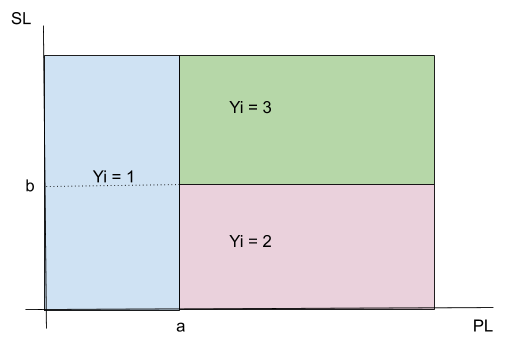 SL
Yi = 3
Yi = 1
b
Yi = 2
a
PL